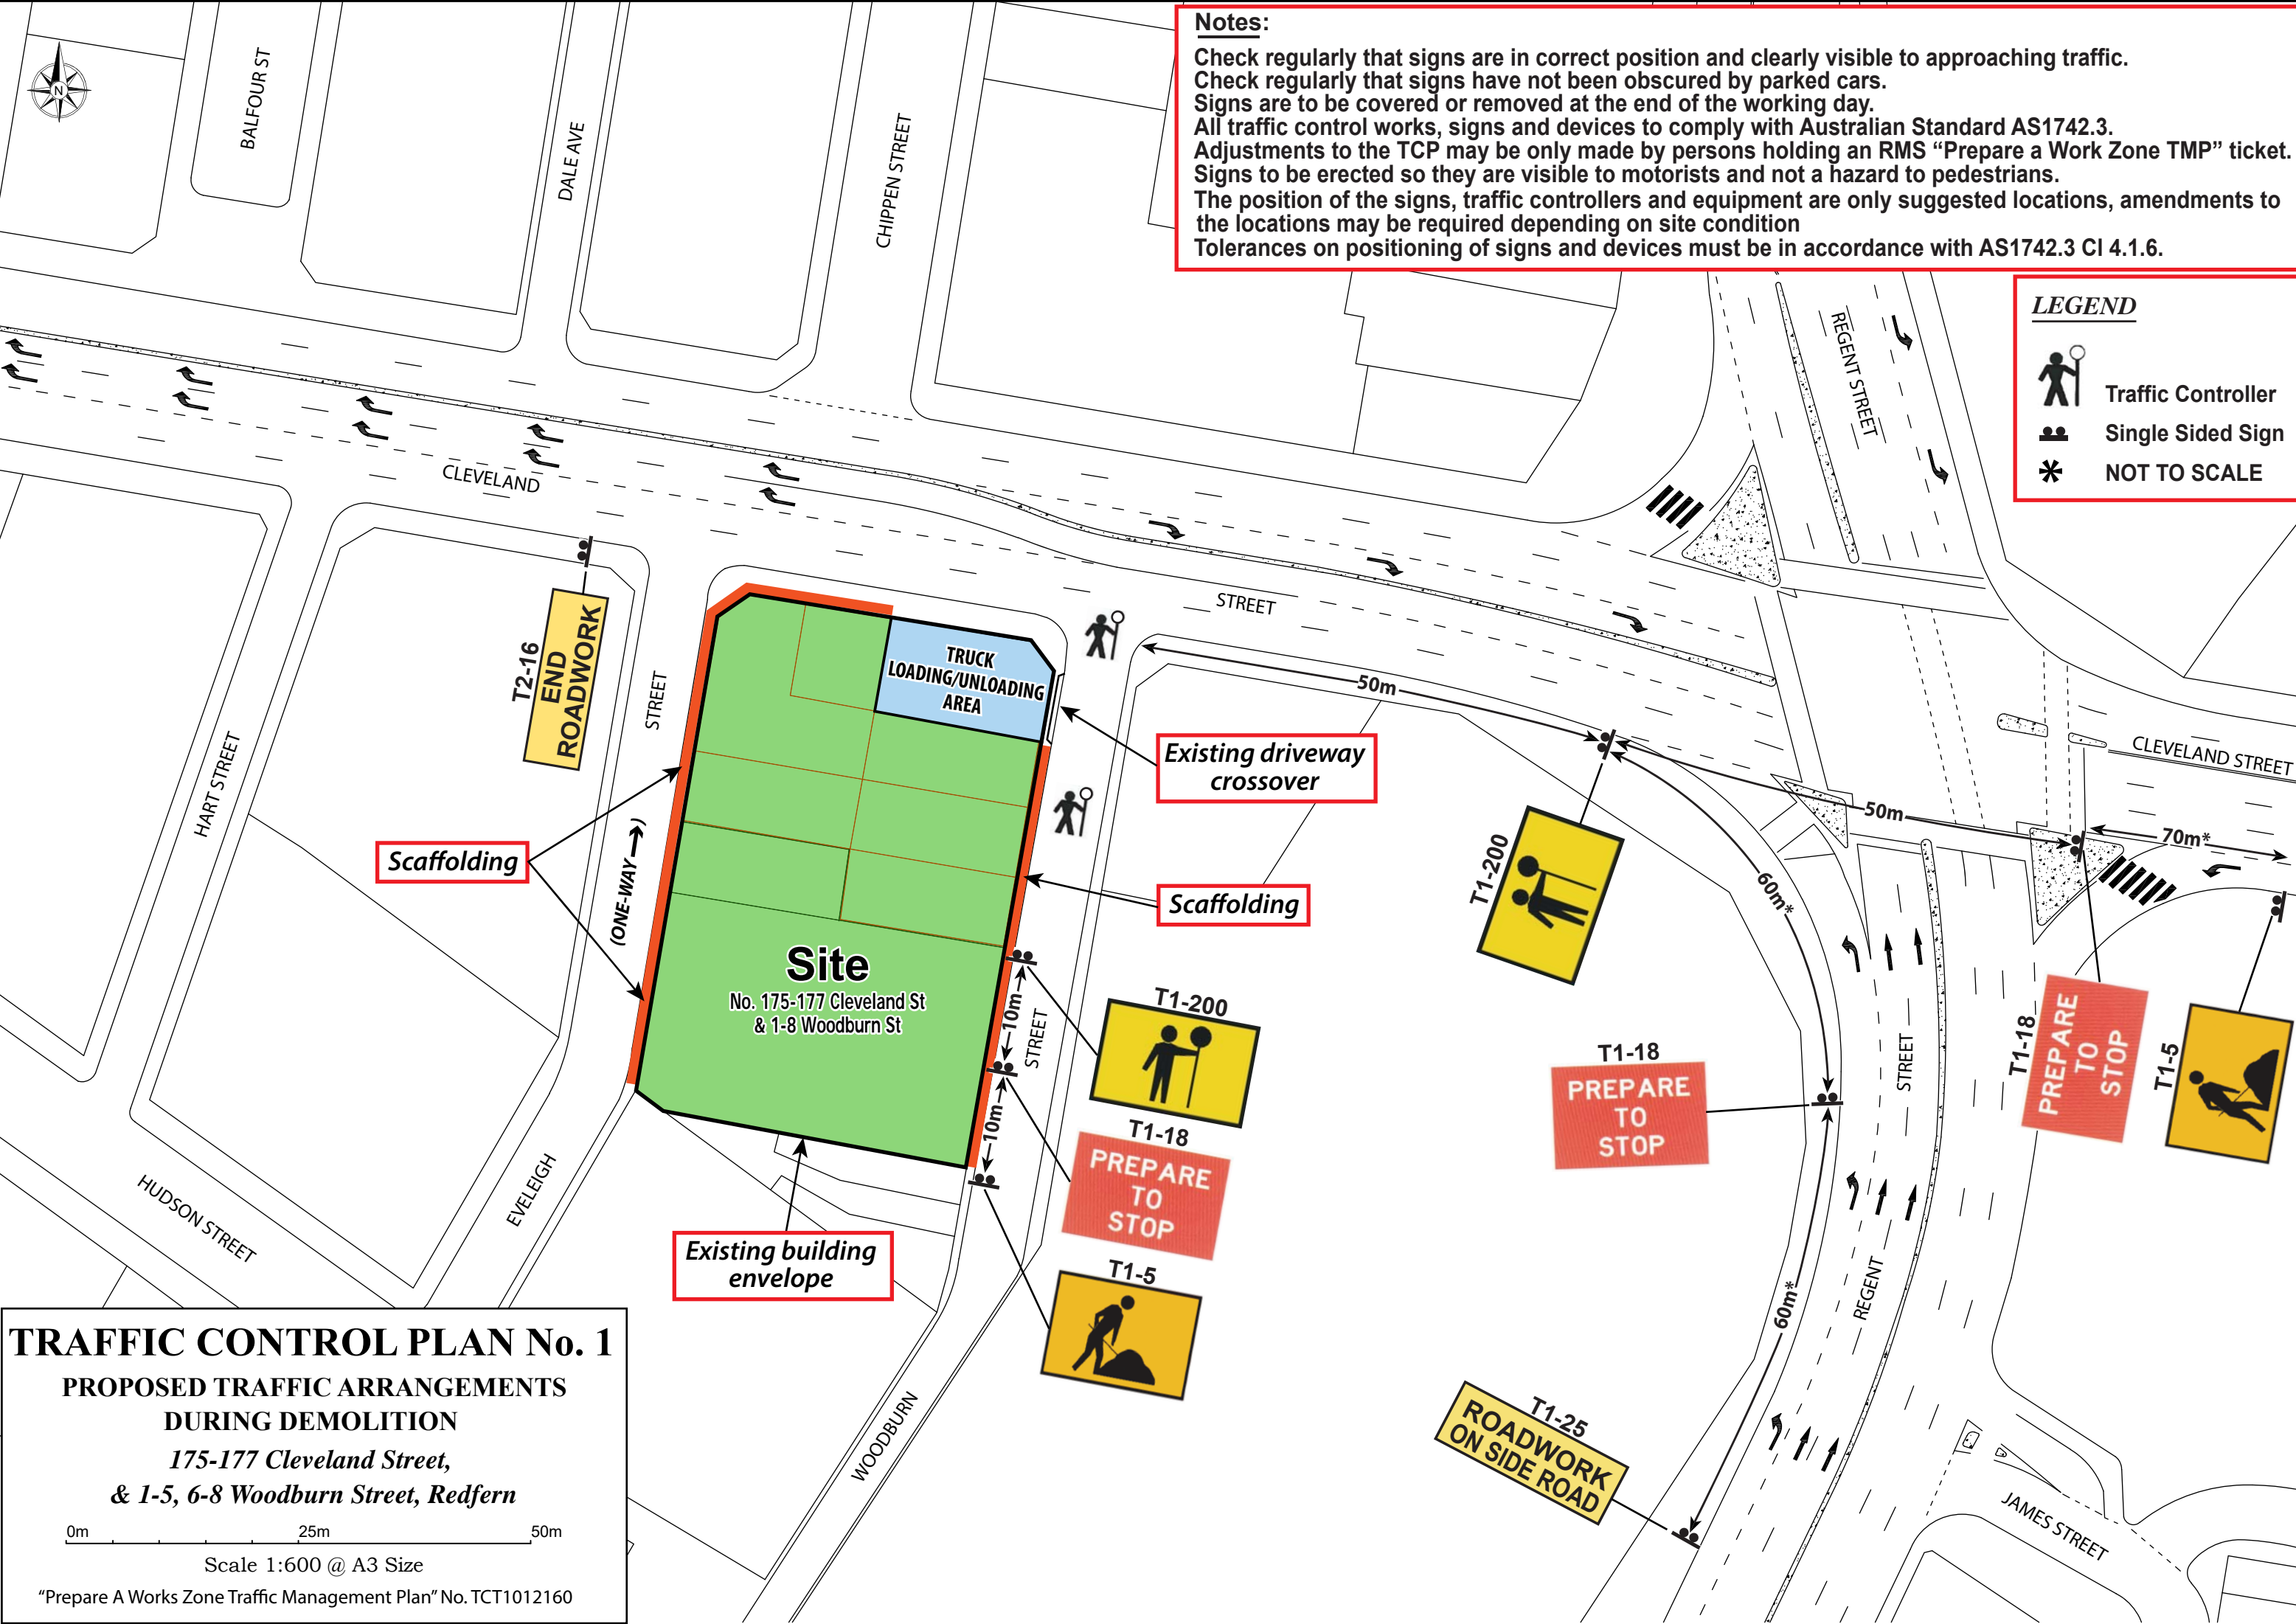 Notes:
Check regularly that signs are in correct position and clearly visible to approaching traffic.
Check regularly that signs have not been obscured by parked cars.
Signs are to be covered or removed at the end of the working day.
All traffic control works, signs and devices to comply with Australian Standard AS1742.3.
Adjustments to the TCP may be only made by persons holding an RMS “Prepare a Work Zone TMP” ticket.
Signs to be erected so they are visible to motorists and not a hazard to pedestrians.
The position of the signs, traffic controllers and equipment are only suggested locations, amendments to
the locations may be required depending on site condition
Tolerances on positioning of signs and devices must be in accordance with AS1742.3 Cl 4.1.6.
LEGEND
Traffic Controller
Single Sided Sign
NOT TO SCALE
N
BALFOUR ST
DALE AVE
CHIPPEN STREET
REGENT STREET
CLEVELAND
STREET
CLEVELAND STREET
HART STREET
STREET
(ONE-WAY
EVELEIGH
HUDSON STREET
T2-16
END
ROADWORK
TRUCK
LOADING/UNLOADING
AREA
Existing driveway
crossover
Scaffolding
Scaffolding
Site
No. 175-177 Cleveland St
& 1-8 Woodburn St
Existing building
envelope
10m
10m
STREET
WOODBURN
T1-200
T1-18
PREPARE
TO
STOP
T1-5
50m
50m
70m*
60m*
60m*
T1-200
T1-18
PREPARE
TO
STOP
T1-18
PREPARE
TO
STOP
T1-5
STREET
REGENT
T1-25
ROADWORK
ON SIDE ROAD
JAMES STREET
TRAFFIC CONTROL PLAN No. 1
PROPOSED TRAFFIC ARRANGEMENTS
DURING DEMOLITION
175-177 Cleveland Street,
& 1-5, 6-8 Woodburn Street, Redfern
0m 25m 50m
Scale 1:600 @ A3 Size
“Prepare A Works Zone Traffic Management Plan” No. TCT1012160